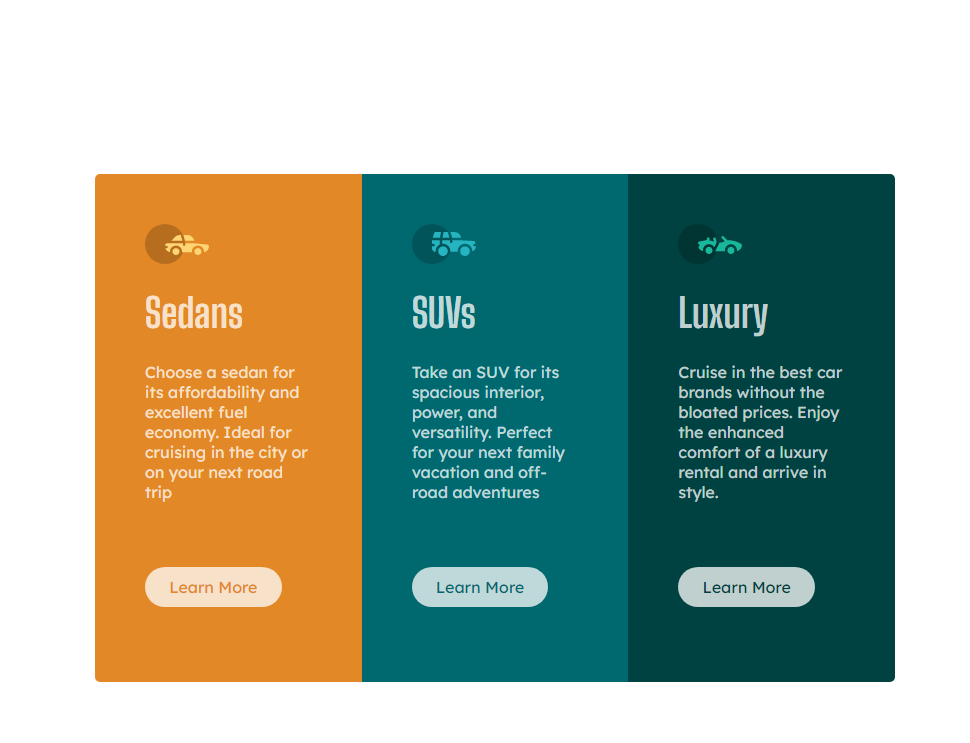 Sedans
Choose a sedan for
its affordability and
excellent fuel
economy. Ideal for
cruising in the city or
on your next road
trip
Learn More
SUVs
Take an SUV for its
spacious interior,
power, and
versatility. Perfect
for your next family
vacation and off-
road adventures
Learn More
Luxury
Cruise in the best car
brands without the
bloated prices. Enjoy
the enhanced
comfort of a luxury
rental and arrive in
style.
Learn More